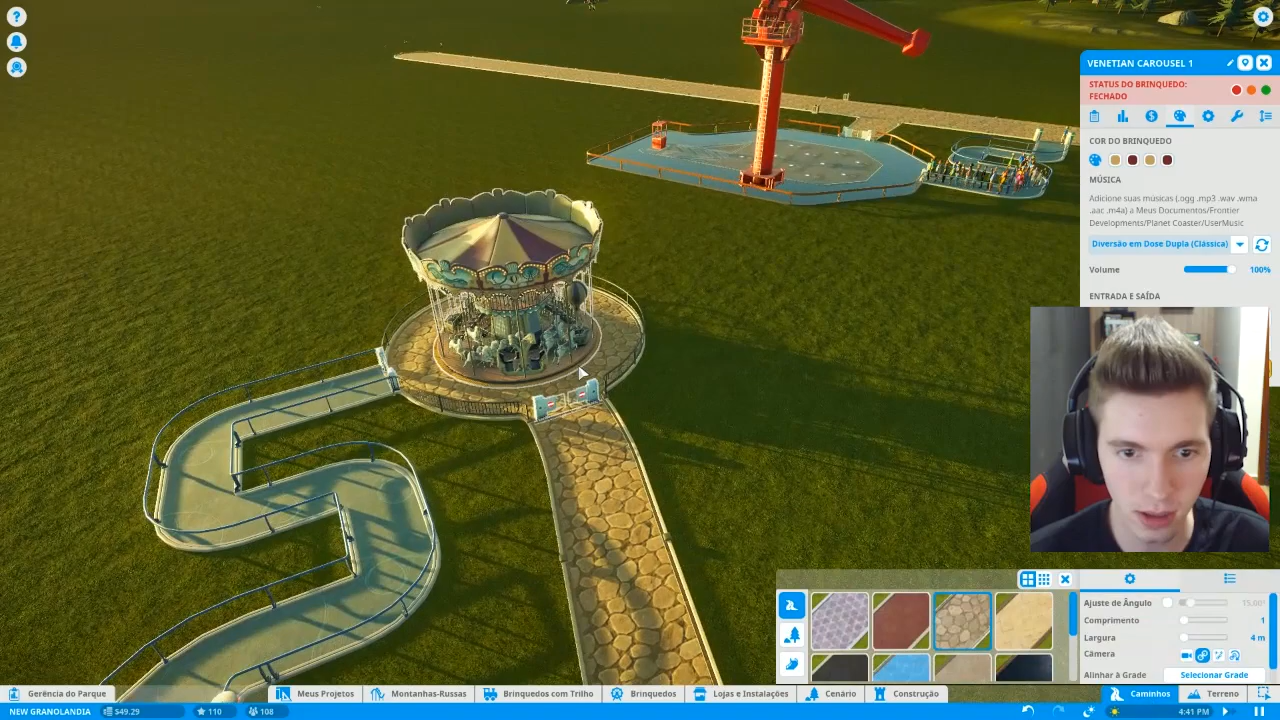 VENETIAN CAROUSEL 1
STATUS DO BRINQUEDO:
FECHADO
COR DO BRINQUEDO
MÚSICA
Adicione suas músicas (.ogg .mp3 .wav .wma
.aac .m4a) a Meus Documentos/Frontier
Developments/Planet Coaster/UserMusic
Diversão em Dose Dupla (Clássica)
Volume 100%
ENTRADA E SAÍDA
Ajuste de Ângulo 15,00°
Comprimento 1
Largura 4 m
Câmera
Alinhar à Grade Selecionar Grade
Gerência do Parque Meus Projetos Montanhas-Russas Brinquedos com Trilho Brinquedos Lojas e Instalações Cenário Construção Caminhos Terreno
NEW GRANOLANDIA $49.29 110 108 4:41 PM